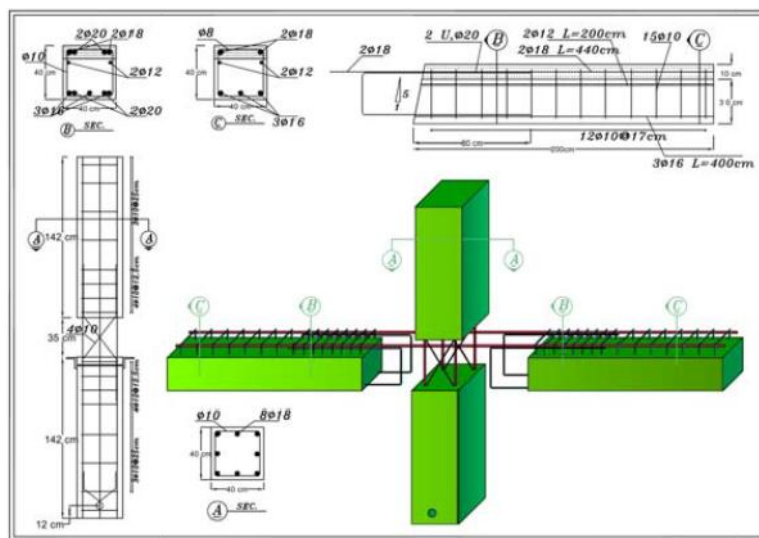 2ø20 2ø18
ø10
40 cm
2ø12
3ø16
40 cm
2ø20
B SEC.
ø8
2ø18
40 cm
2ø12
40 cm
3ø16
C SEC.
2 U,ø20
B
2ø12 L=200cm
15ø10
C
2ø18
2ø18 L=440cm
10 cm
5
1
30 cm
12ø10@17cm
80 cm
3ø16 L=400cm
A
A
142 cm
4ø10
35 cm
142 cm
12 cm
A
A
C
B
B
C
ø10
8ø18
40 cm
40 cm
A SEC.